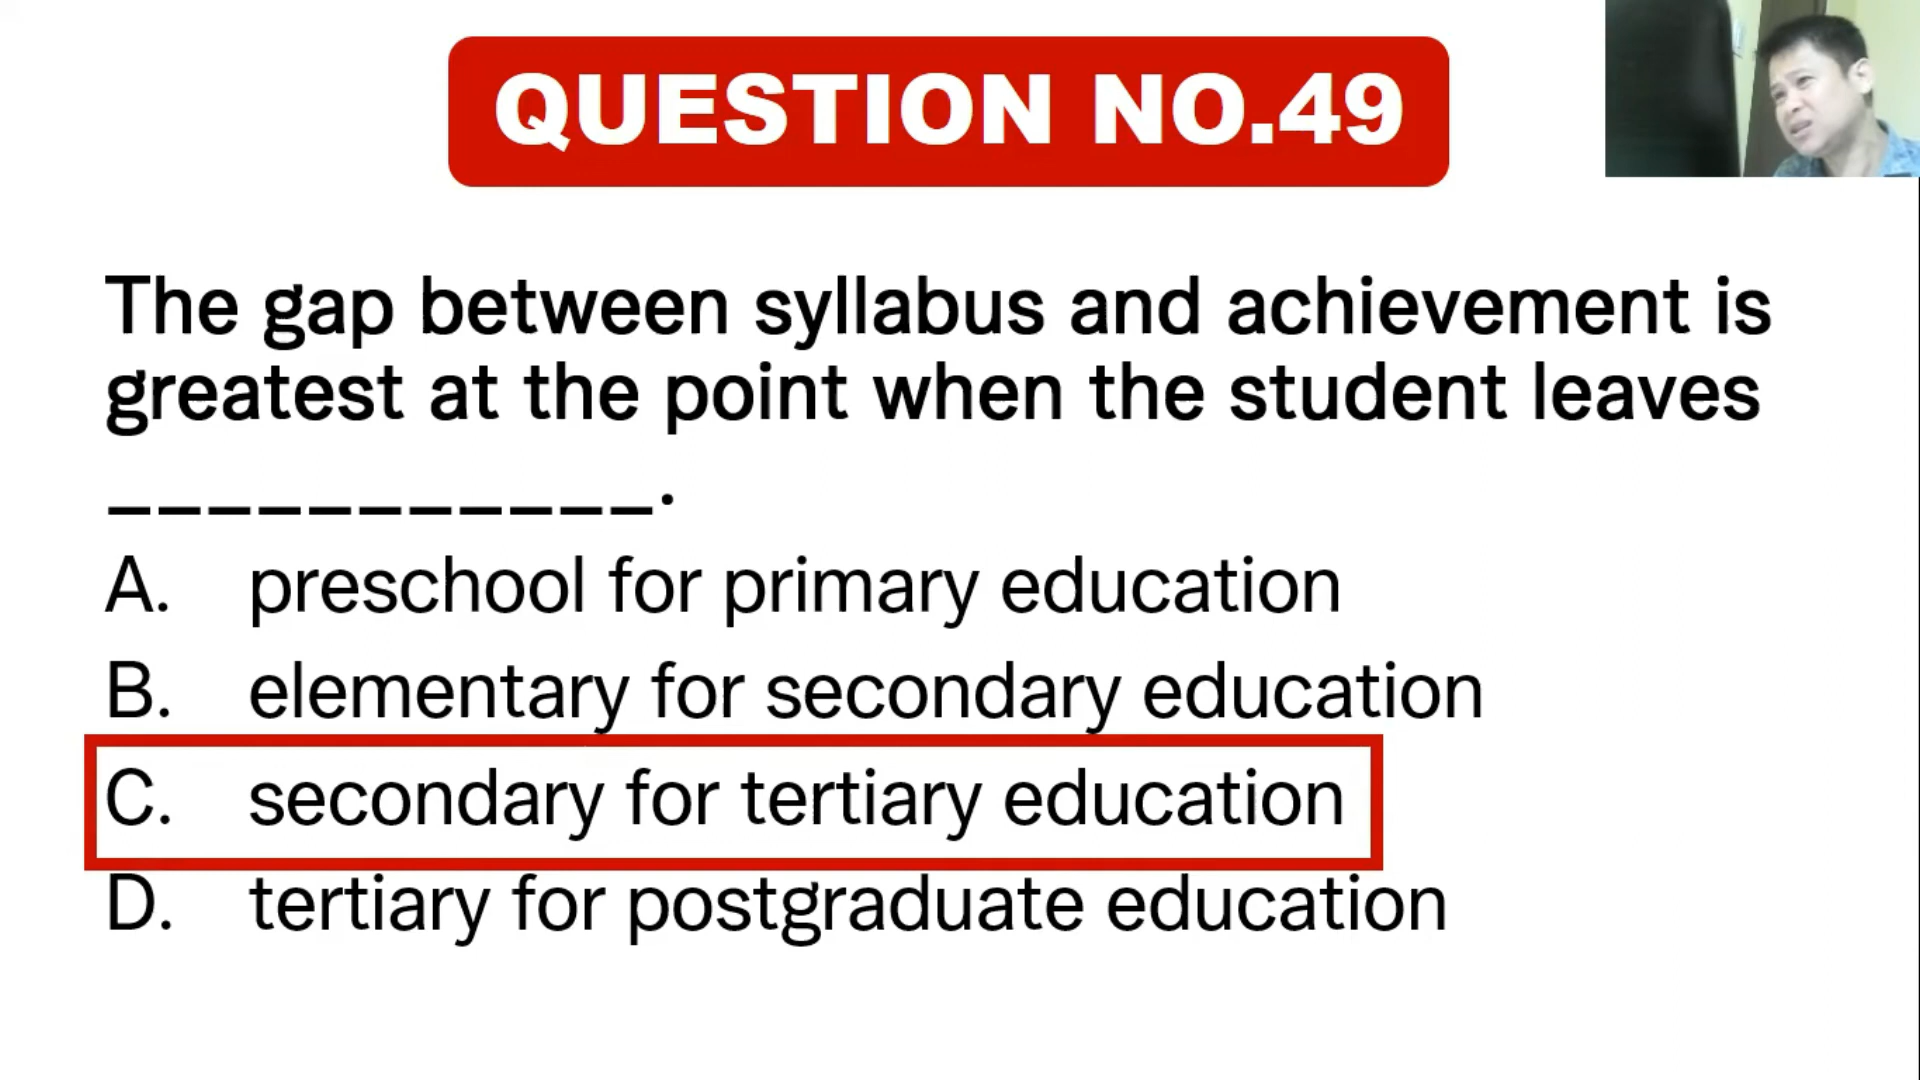 QUESTION NO.49
The gap between syllabus and achievement is
greatest at the point when the student leaves
___________.
A. preschool for primary education
B. elementary for secondary education
C. secondary for tertiary education
D. tertiary for postgraduate education